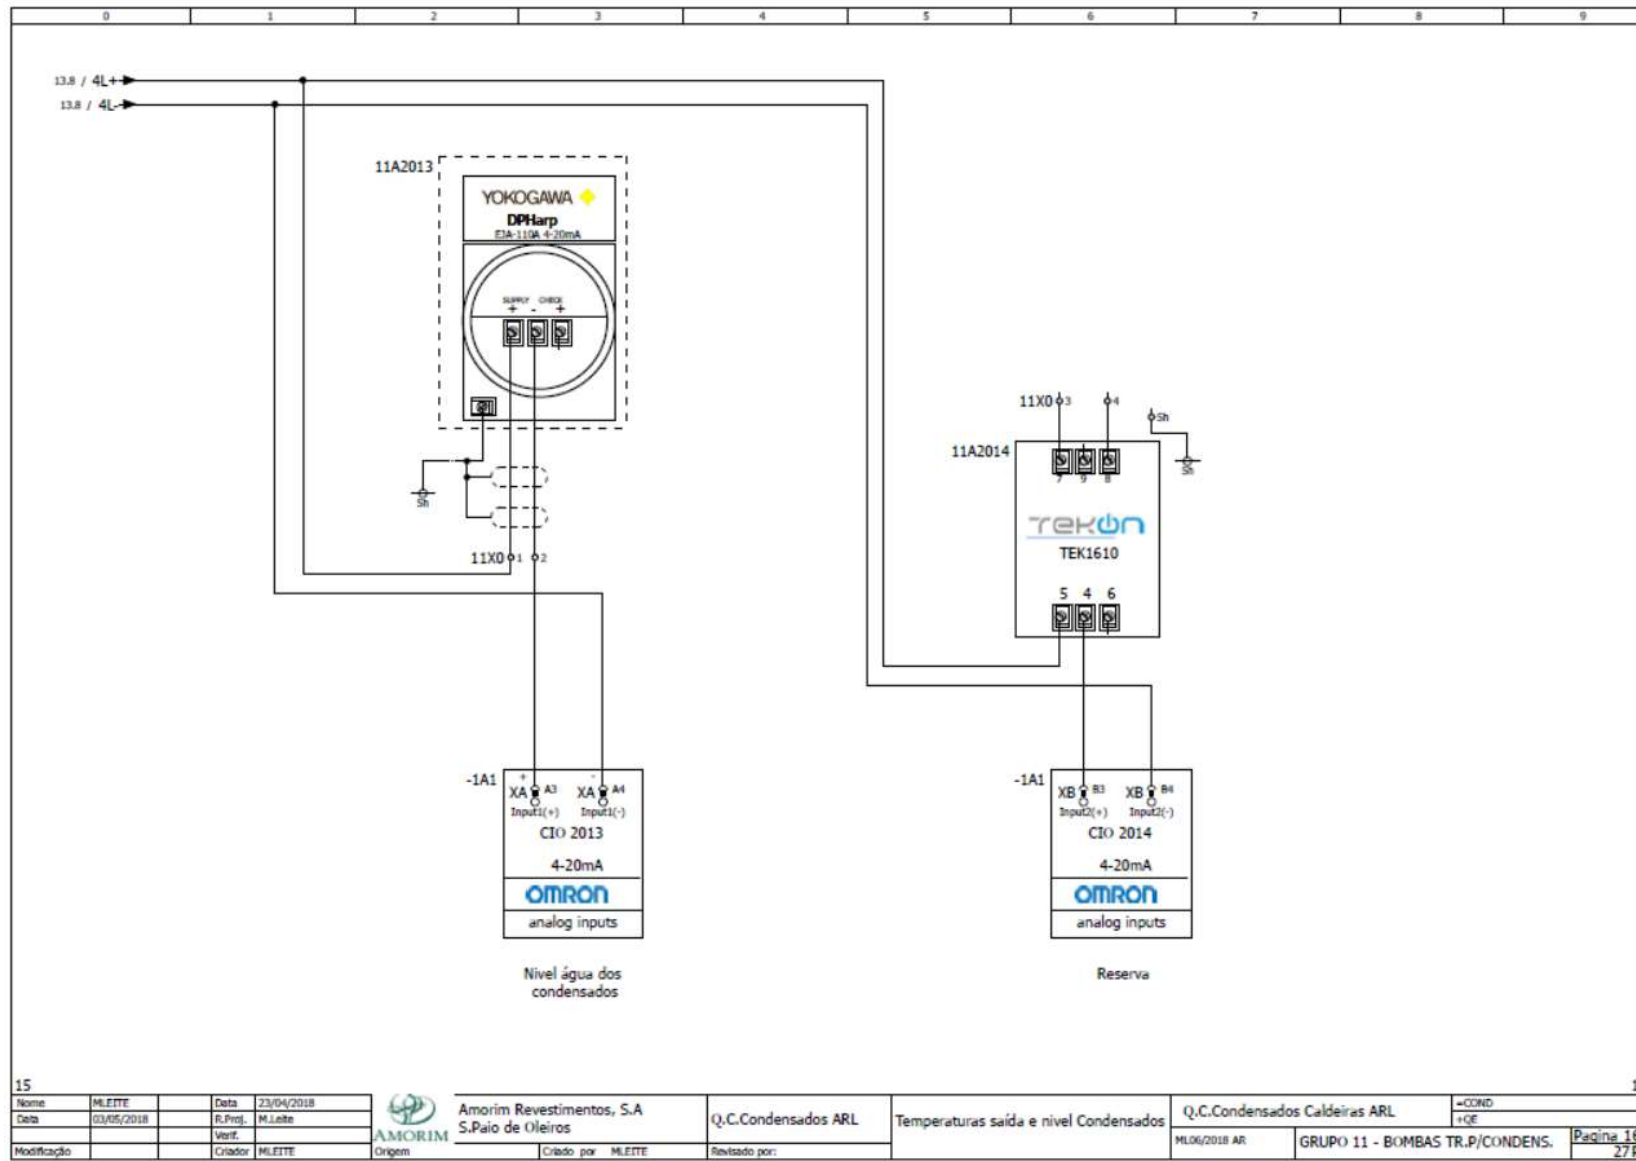 0 1 2 3 4 5 6 7 8 9
13.8 / 4L+
13.8 / 4L-
11A2013
YOKOGAWA
DPHarp
EJA-110A 4-20mA
SUPPLY CHECK
+ - +
Sh
11X0 1 2
11X0 3 4
Sh
11A2014
Sh
7 9 8
TEKON
TEK1610
5 4 6
-1A1
+ -
XA A3 XA A4
Input1(+) Input1(-)
CIO 2013
4-20mA
OMRON
analog inputs
Nivel água dos
condensados
-1A1
XB B3 XB B4
Input2(+) Input2(-)
CIO 2014
4-20mA
OMRON
analog inputs
Reserva
15
Nome MLEITE Data 23/04/2018
Data 03/05/2018 R.Proj. M.Leite
Verif.
Modificação Criador MLEITE
AMORIM
Origem
Amorim Revestimentos, S.A
S.Paio de Oleiros
Criado por MLEITE
Q.C.Condensados ARL
Revisado por:
Temperaturas saída e nivel Condensados
Q.C.Condensados Caldeiras ARL
=COND
+QE
ML06/2018 AR
GRUPO 11 - BOMBAS TR.P/CONDENS.
Pagina 16
27